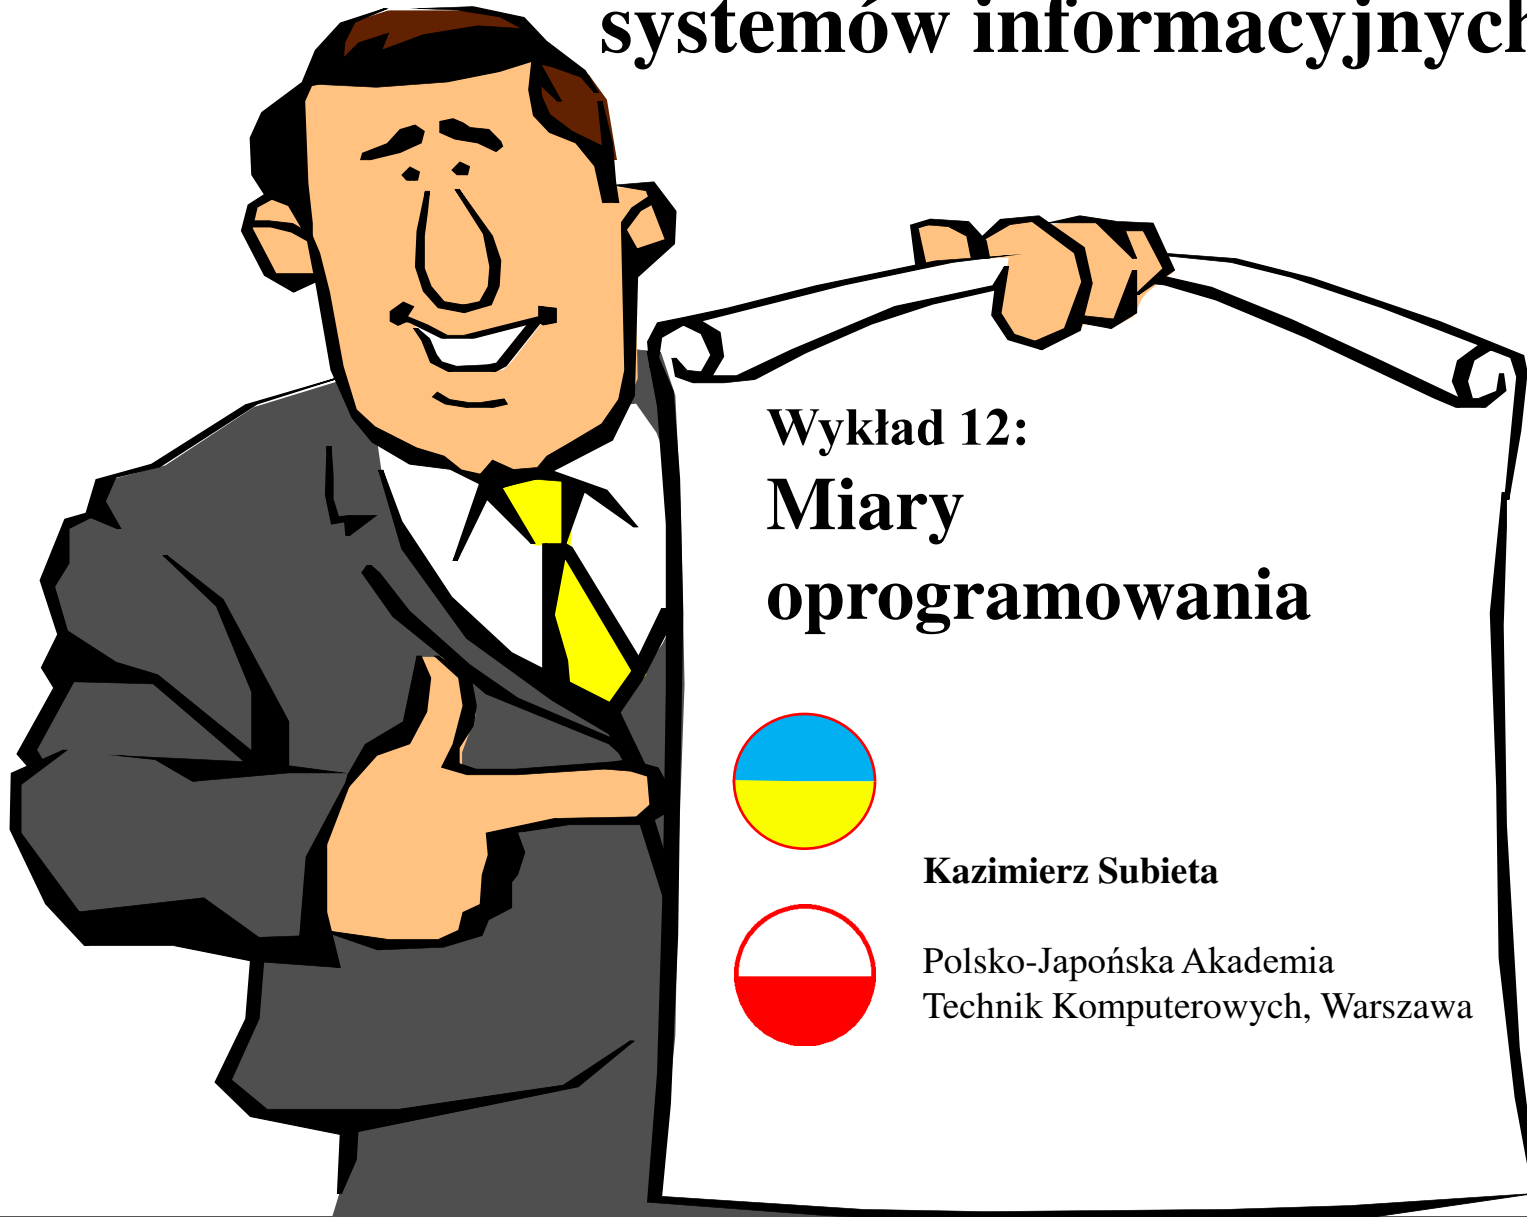 systemów informacyjnych
Wykład 12:
Miary
oprogramowania
Kazimierz Subieta
Polsko-Japońska Akademia
Technik Komputerowych, Warszawa